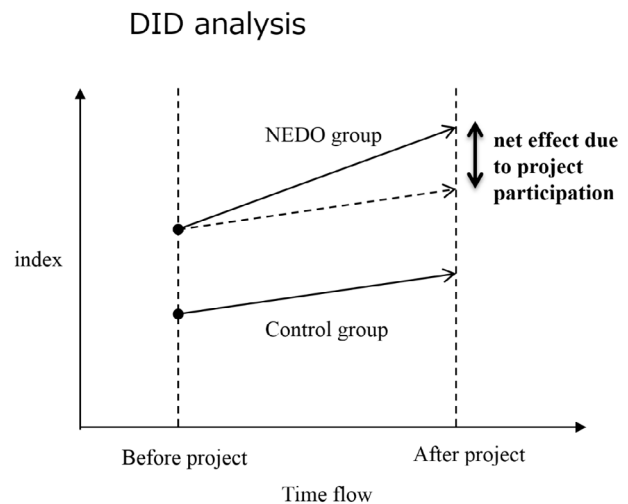 DID analysis
NEDO group
net effect due
to project
participation
index
Control group
Before project
After project
Time flow